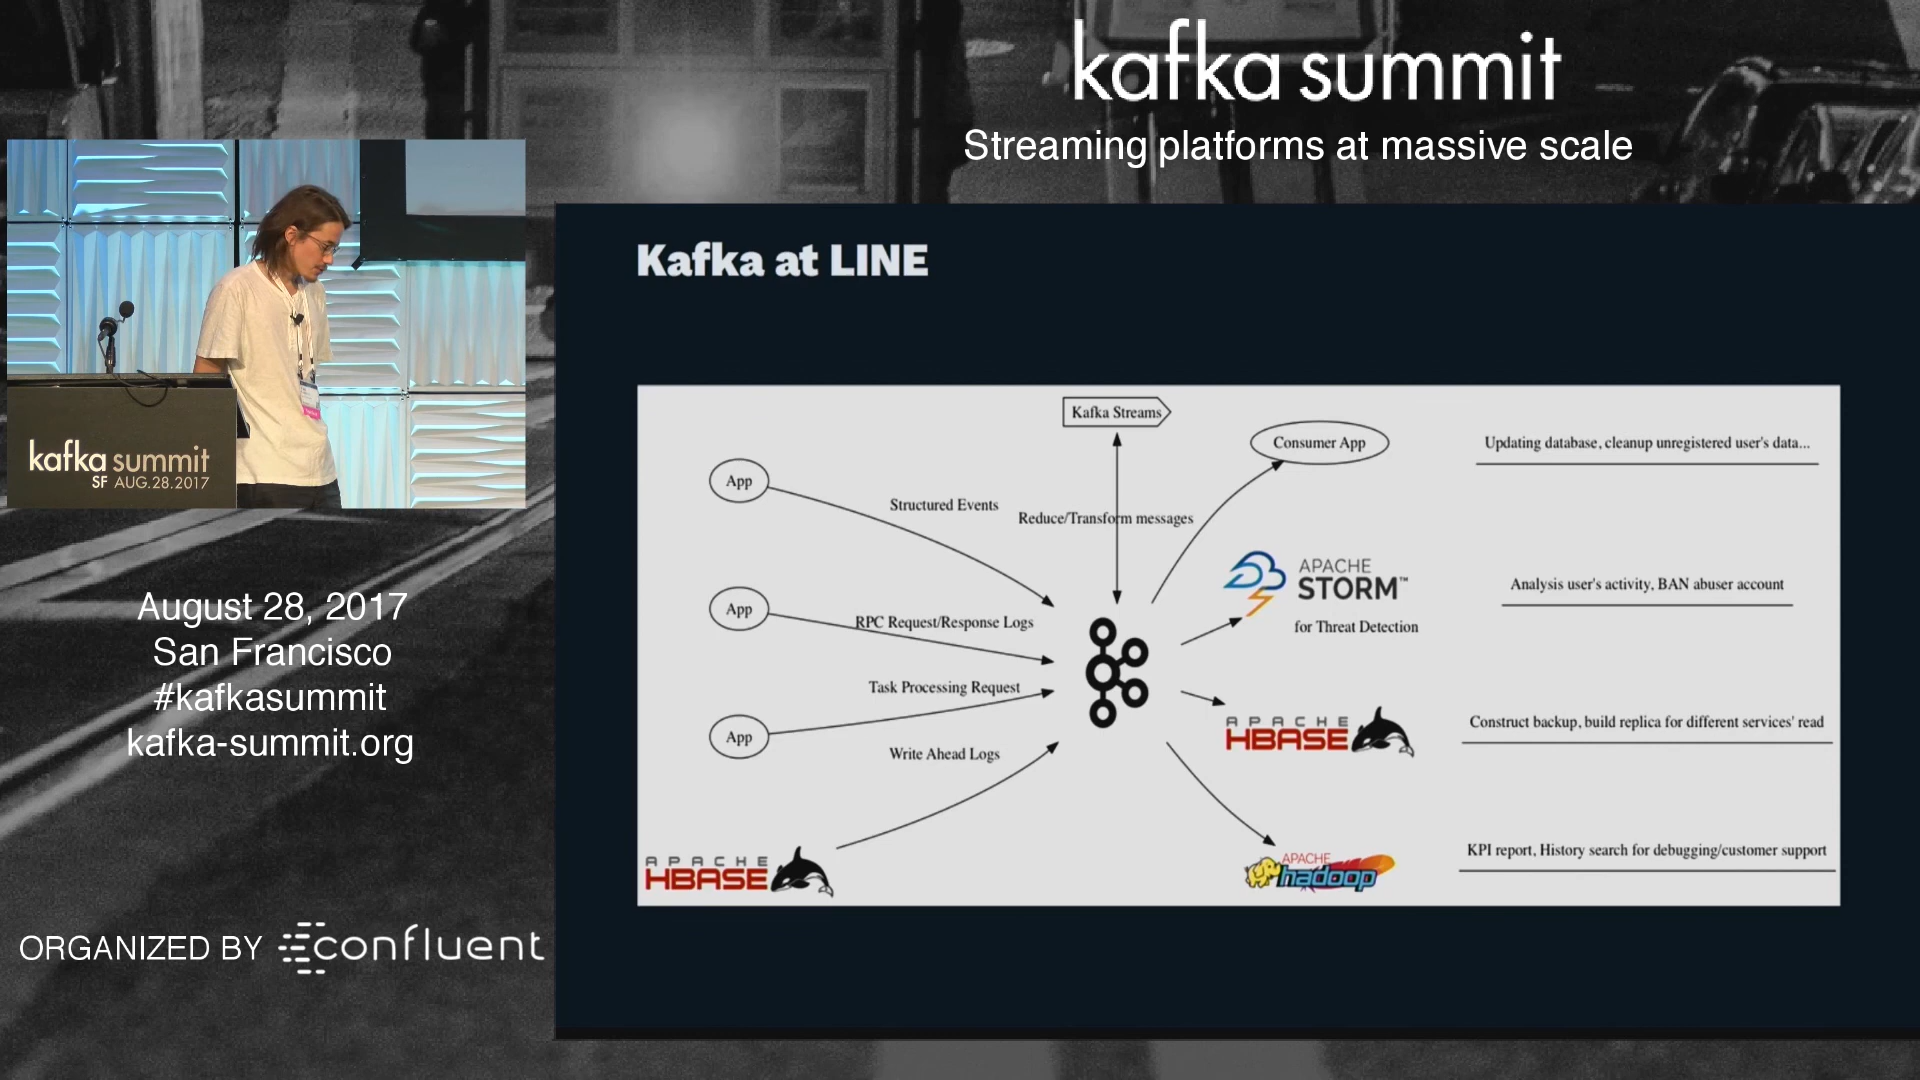 kafka summit
Streaming platforms at massive scale
kafka summit
SF AUG.28.2017
August 28, 2017
San Francisco
#kafkasummit
kafka-summit.org
ORGANIZED BY confluent
Kafka at LINE
Kafka Streams
Consumer App
Updating database, cleanup unregistered user's data...
App
Structured Events
Reduce/Transform messages
APACHE
STORM™
for Threat Detection
Analysis user's activity, BAN abuser account
App
RPC Request/Response Logs
Task Processing Request
App
Write Ahead Logs
APACHE
HBASE
Construct backup, build replica for different services' read
APACHE
HBASE
APACHE
hadoop
KPI report, History search for debugging/customer support